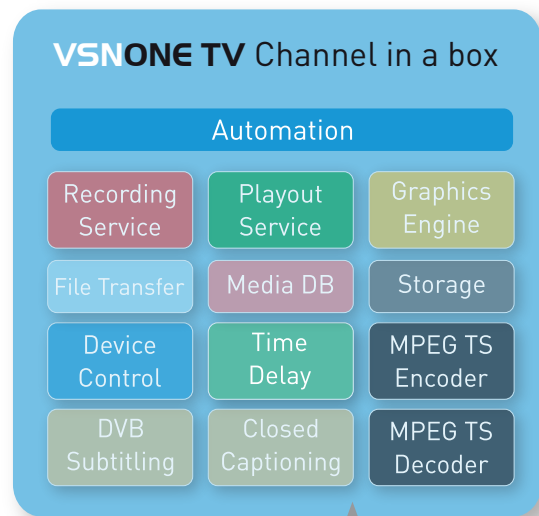 VSNONE TV Channel in a box
Automation
Recording
Service
Playout
Service
Graphics
Engine
File Transfer
Media DB
Storage
Device
Control
Time
Delay
MPEG TS
Encoder
DVB
Subtitling
Closed
Captioning
MPEG TS
Decoder